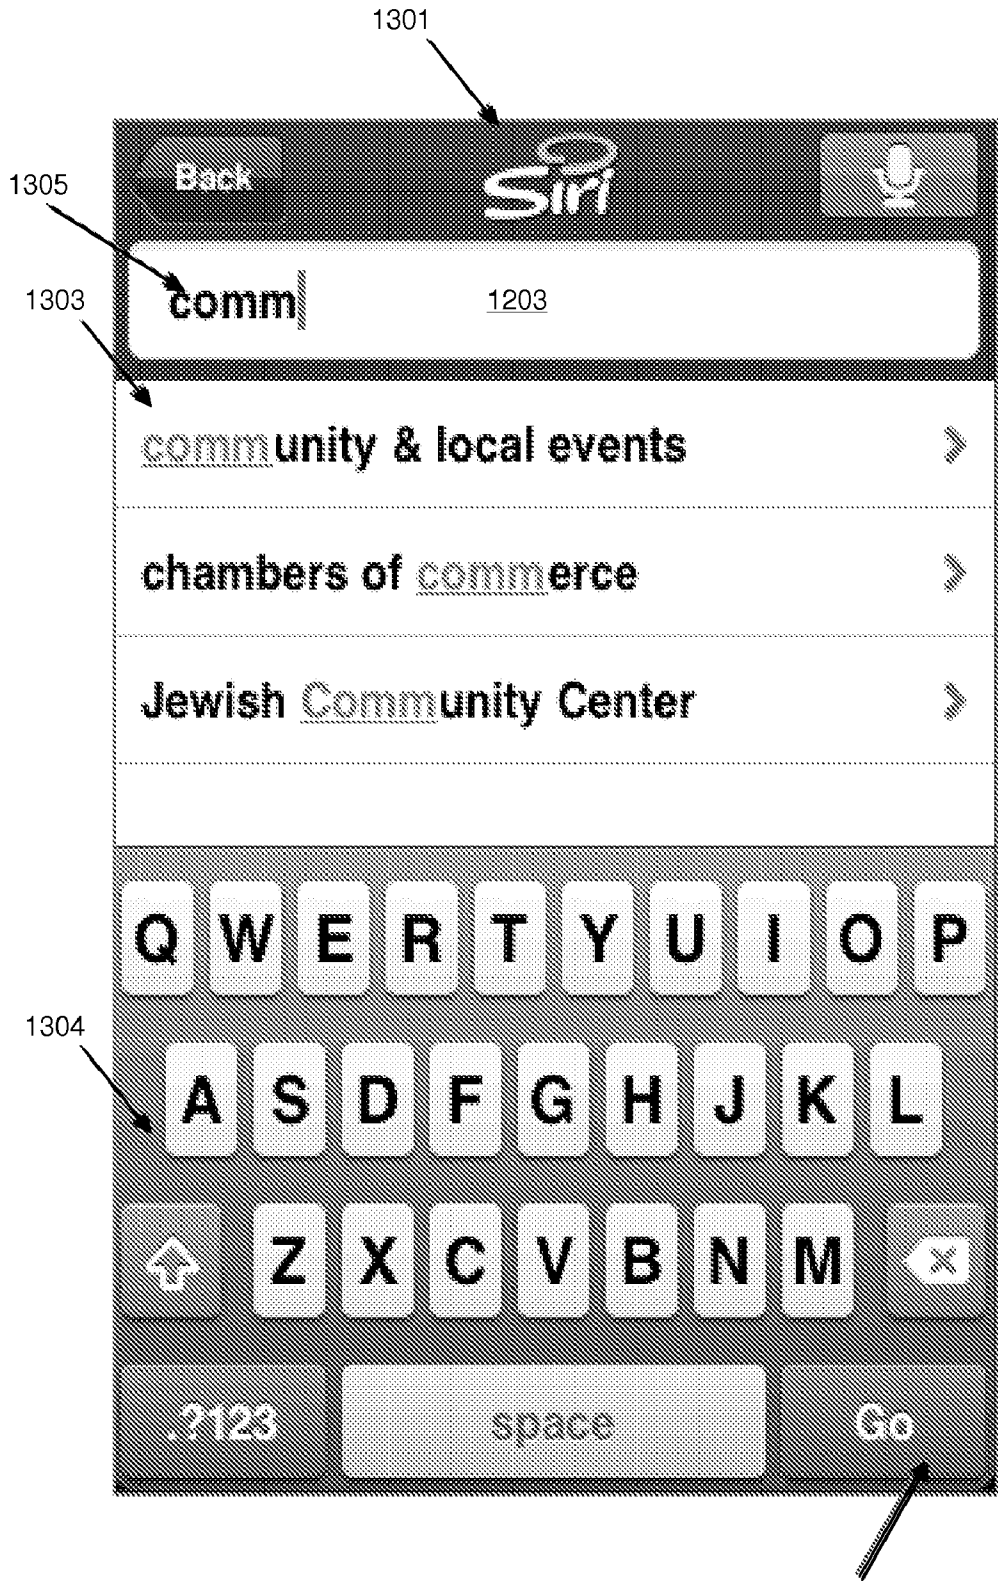 1301
Back Siri
1305
comm 1203
1303
community & local events
chambers of commerce
Jewish Community Center
Q W E R T Y U I O P
1304
A S D F G H J K L
Z X C V B N M
.?123 space Go